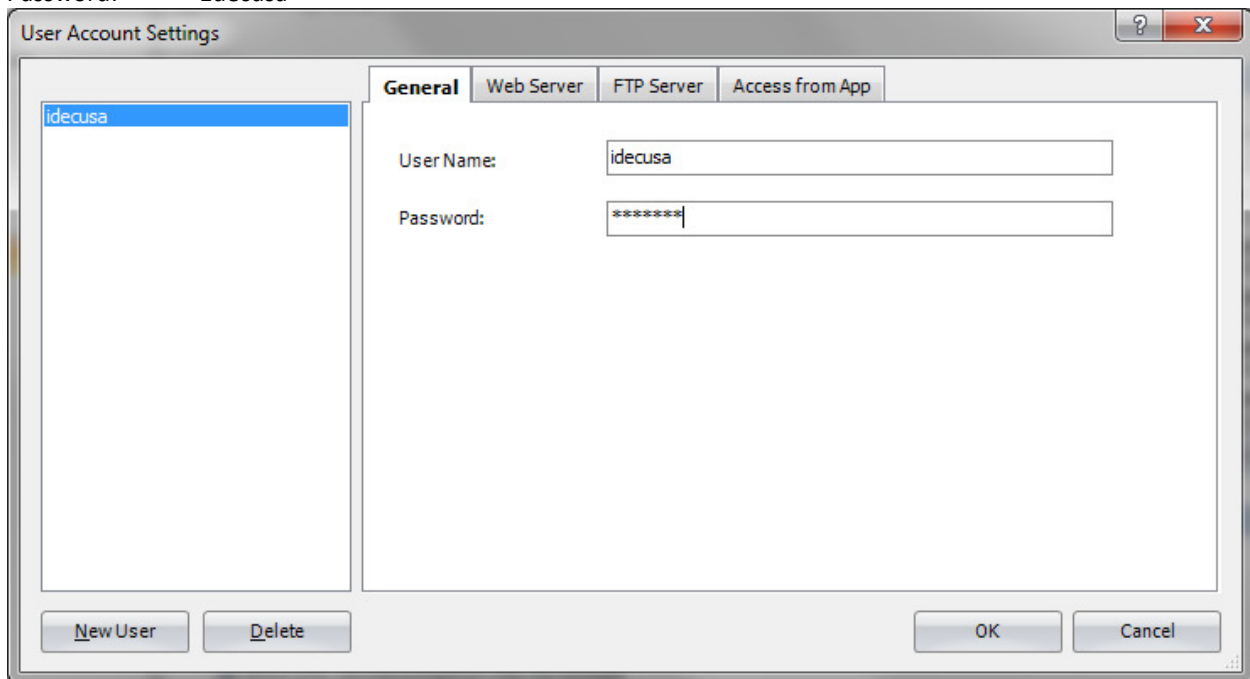 User Account Settings
General Web Server FTP Server Access from App
idecusa
User Name: idecusa
Password: *******
New User Delete OK Cancel